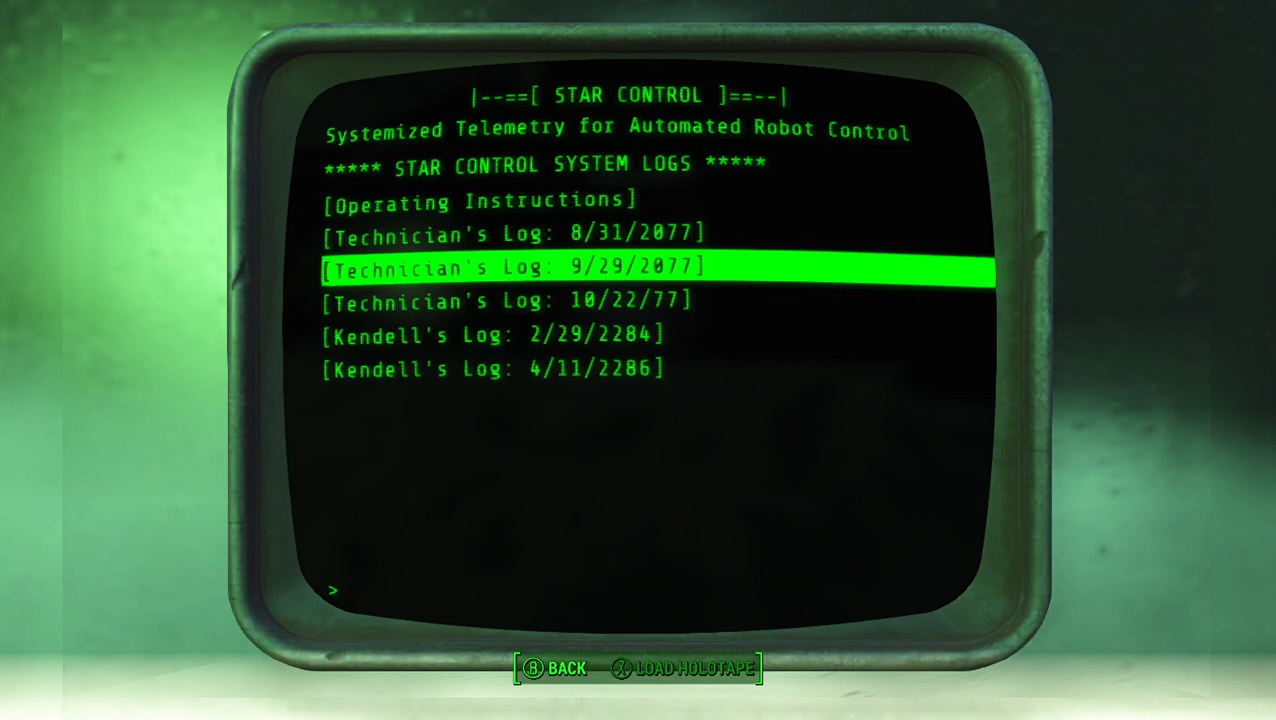 |--==[ STAR CONTROL ]==--|
Systemized Telemetry for Automated Robot Control
***** STAR CONTROL SYSTEM LOGS *****
[Operating Instructions]
[Technician's Log: 8/31/2077]
[Technician's Log: 9/29/2077]
[Technician's Log: 10/22/77]
[Kendell's Log: 2/29/2284]
[Kendell's Log: 4/11/2286]
>
[B) BACK X) LOAD HOLOTAPE]